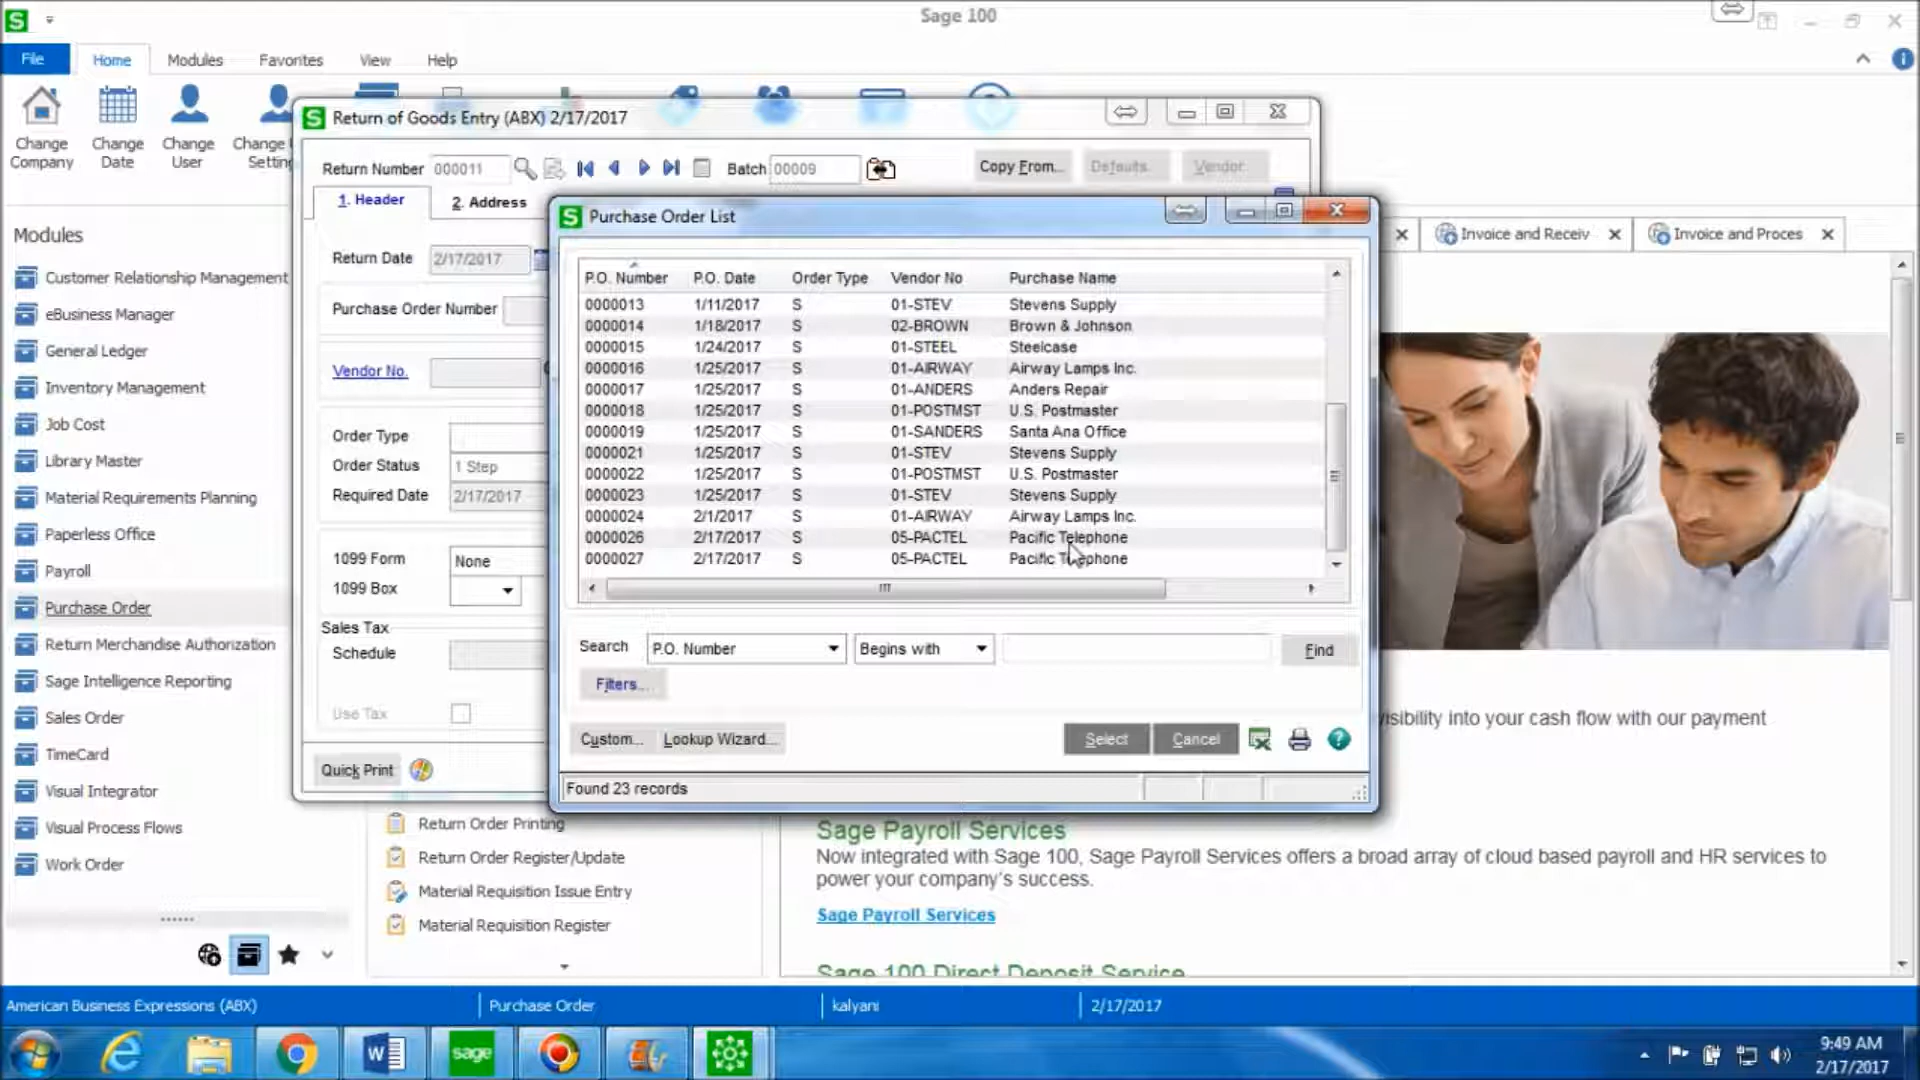 Sage 100
File Home Modules Favorites View Help
Change Company
Change Date
Change User
Change
Settin
Return of Goods Entry (ABX) 2/17/2017
Return Number 000011 Batch 00009 Copy From... Defaults... Vendor...
1. Header 2. Address
Return Date 2/17/2017
Purchase Order Number
Vendor No.
Order Type
Order Status 1 Step
Required Date 2/17/2017
1099 Form None
1099 Box
Sales Tax
Schedule
Use Tax
Quick Print
Purchase Order List
P.O. Number P.O. Date Order Type Vendor No Purchase Name
0000013 1/11/2017 S 01-STEV Stevens Supply
0000014 1/18/2017 S 02-BROWN Brown & Johnson
0000015 1/24/2017 S 01-STEEL Steelcase
0000016 1/25/2017 S 01-AIRWAY Airway Lamps Inc.
0000017 1/25/2017 S 01-ANDERS Anders Repair
0000018 1/25/2017 S 01-POSTMST U.S. Postmaster
0000019 1/25/2017 S 01-SANDERS Santa Ana Office
0000021 1/25/2017 S 01-STEV Stevens Supply
0000022 1/25/2017 S 01-POSTMST U.S. Postmaster
0000023 1/25/2017 S 01-STEV Stevens Supply
0000024 2/1/2017 S 01-AIRWAY Airway Lamps Inc.
0000026 2/17/2017 S 05-PACTEL Pacific Telephone
0000027 2/17/2017 S 05-PACTEL Pacific Telephone
Search P.O. Number Begins with Find
Filters...
Custom... Lookup Wizard... Select Cancel
Found 23 records
Modules
Customer Relationship Management
eBusiness Manager
General Ledger
Inventory Management
Job Cost
Library Master
Material Requirements Planning
Paperless Office
Payroll
Purchase Order
Return Merchandise Authorization
Sage Intelligence Reporting
Sales Order
TimeCard
Visual Integrator
Visual Process Flows
Work Order
Return Order Printing
Return Order Register/Update
Material Requisition Issue Entry
Material Requisition Register
Invoice and Receiv Invoice and Proces
visibility into your cash flow with our payment
Sage Payroll Services
Now integrated with Sage 100, Sage Payroll Services offers a broad array of cloud based payroll and HR services to
power your company's success.
Sage Payroll Services
Sage 100 Direct Deposit Service
American Business Expressions (ABX) Purchase Order kalyani 2/17/2017
sage
9:49 AM
2/17/2017